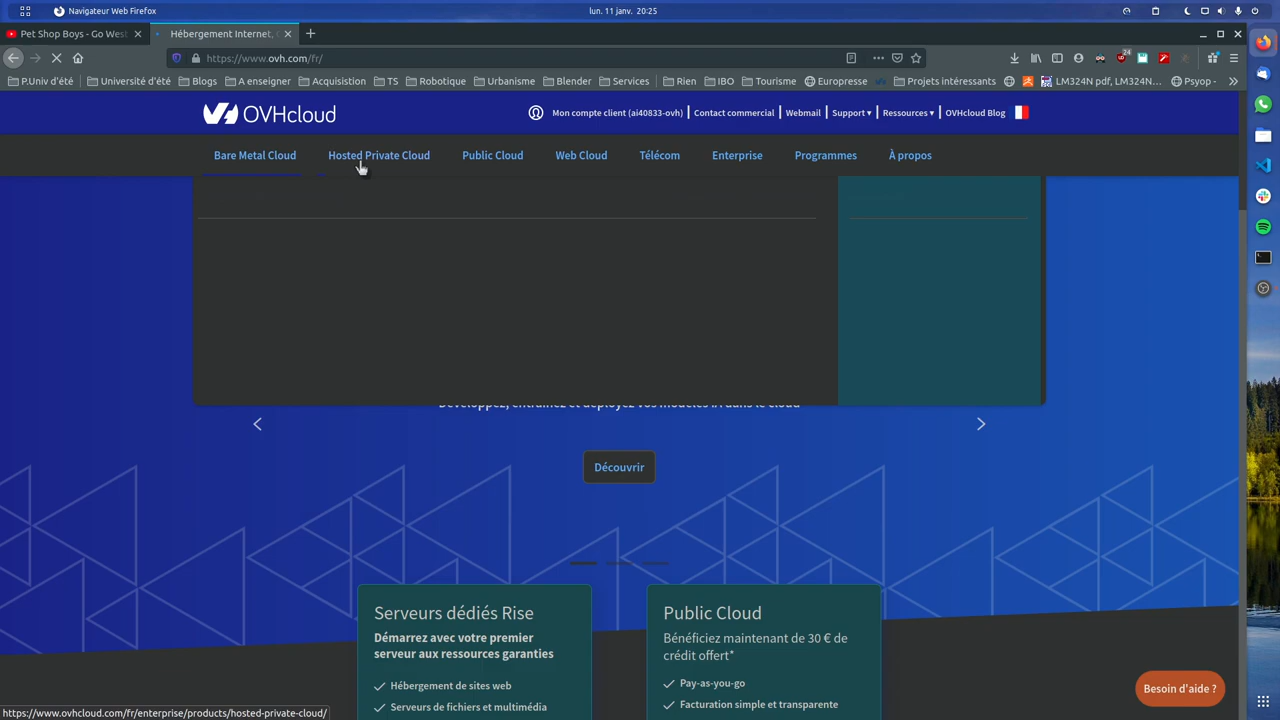 Navigateur Web Firefox
lun. 11 janv. 20:25
Pet Shop Boys - Go West
Hébergement Internet,
https://www.ovh.com/fr/
24
P.Univ d'été
Université d'été
Blogs
A enseigner
Acquisistion
TS
Robotique
Urbanisme
Blender
Services
Rien
IBO
Tourisme
Europresse
Projets intéressants
LM324N pdf, LM324N...
Psyop -
OVHcloud
Mon compte client (ai40833-ovh)
Contact commercial
Webmail
Support
Ressources
OVHcloud Blog
Bare Metal Cloud
Hosted Private Cloud
Public Cloud
Web Cloud
Télécom
Enterprise
Programmes
À propos
Développez, entraînez et déployez vos modèles IA dans le cloud
Découvrir
Serveurs dédiés Rise
Démarrez avec votre premier
serveur aux ressources garanties
Hébergement de sites web
Serveurs de fichiers et multimédia
Public Cloud
Bénéficiez maintenant de 30 € de
crédit offert*
Pay-as-you-go
Facturation simple et transparente
Besoin d'aide ?
https://www.ovhcloud.com/fr/enterprise/products/hosted-private-cloud/